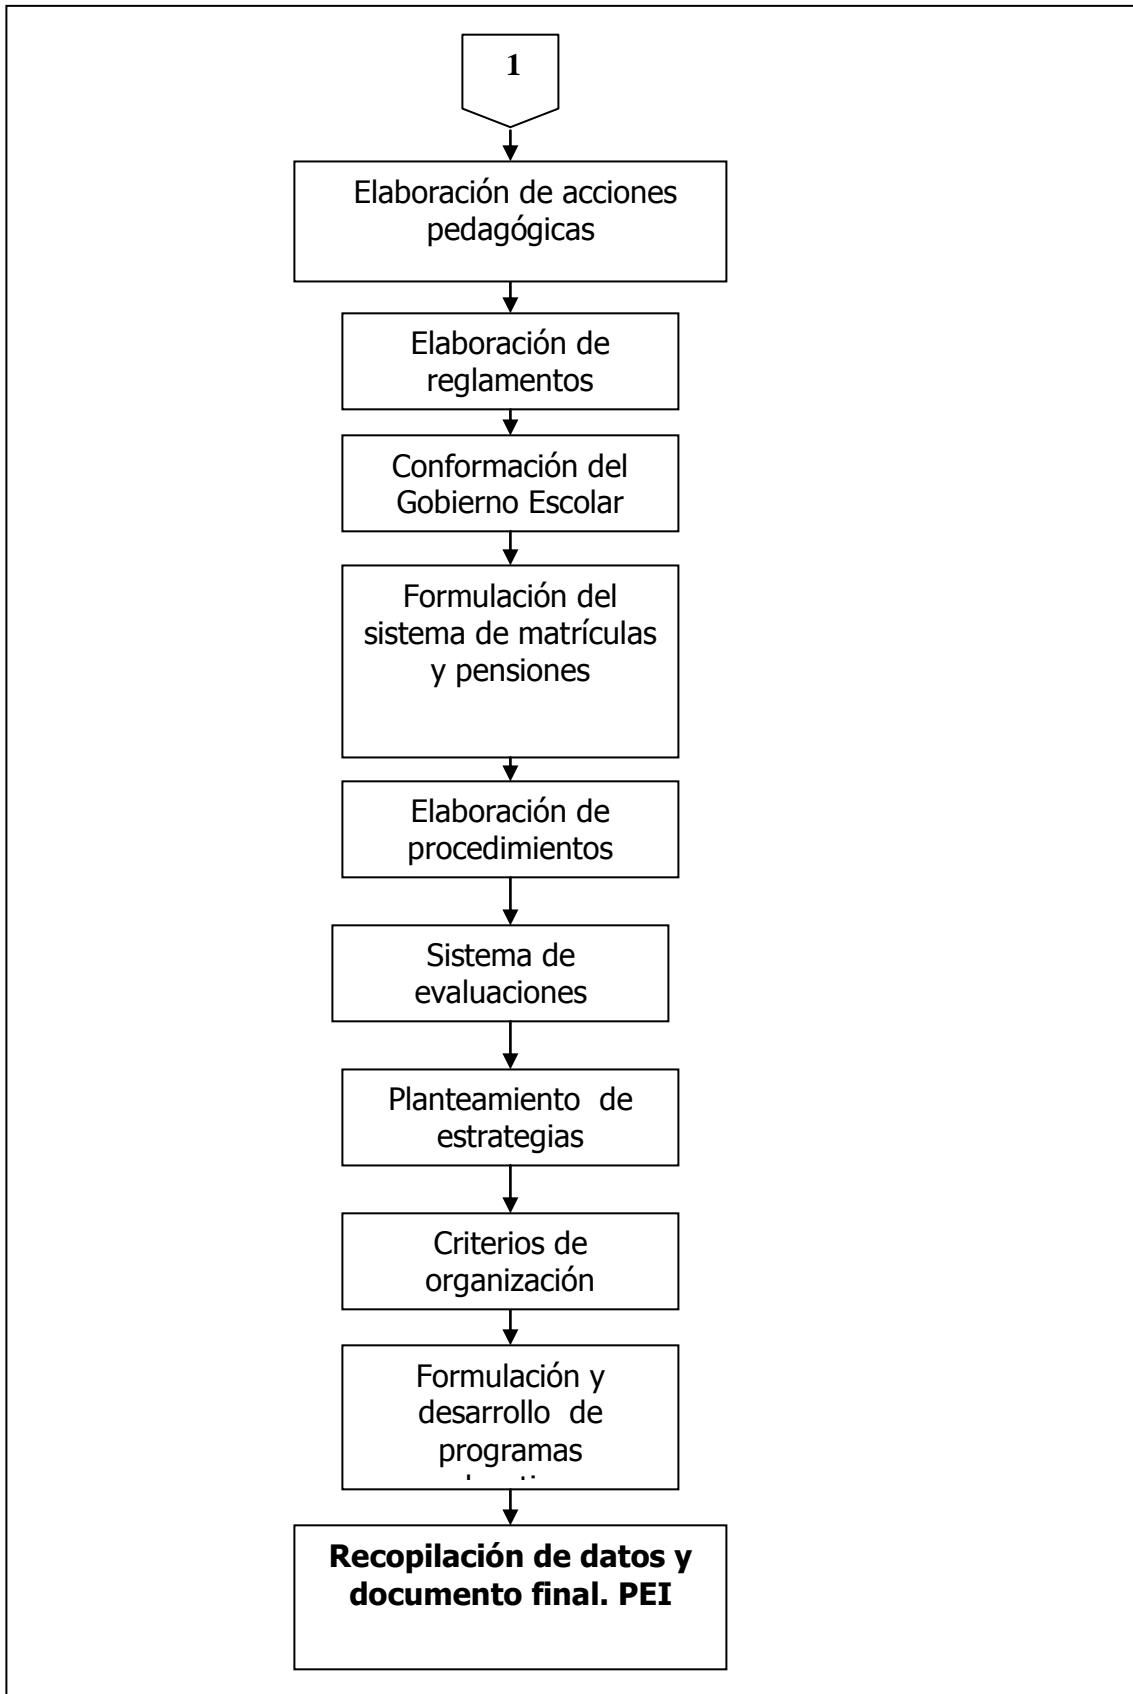 1
Elaboración de acciones
pedagógicas
Elaboración de
reglamentos
Conformación del
Gobierno Escolar
Formulación del
sistema de matrículas
y pensiones
Elaboración de
procedimientos
Sistema de
evaluaciones
Planteamiento  de
estrategias
Criterios de
organización
Formulación y
desarrollo  de
programas
Recopilación de datos y
documento final. PEI